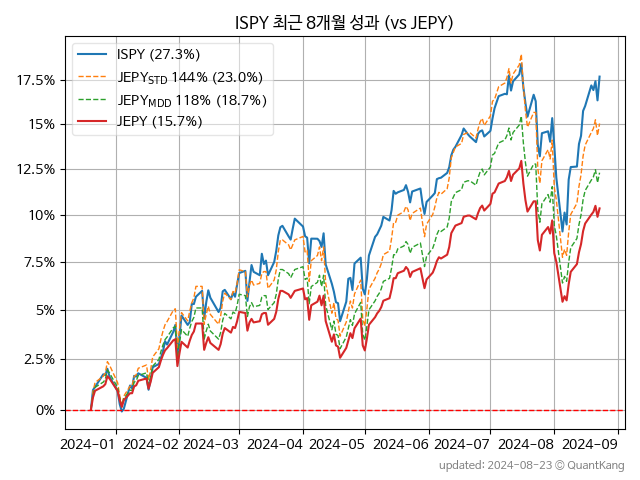 ISPY 최근 8개월 성과 (vs JEPY)
ISPY (27.3%)
JEPY_STD 144% (23.0%)
JEPY_MDD 118% (18.7%)
JEPY (15.7%)
17.5%
15%
12.5%
10%
7.5%
5%
2.5%
0%
2024-01 2024-02 2024-03 2024-04 2024-05 2024-06 2024-07 2024-08 2024-09
updated: 2024-08-23 © QuantKang